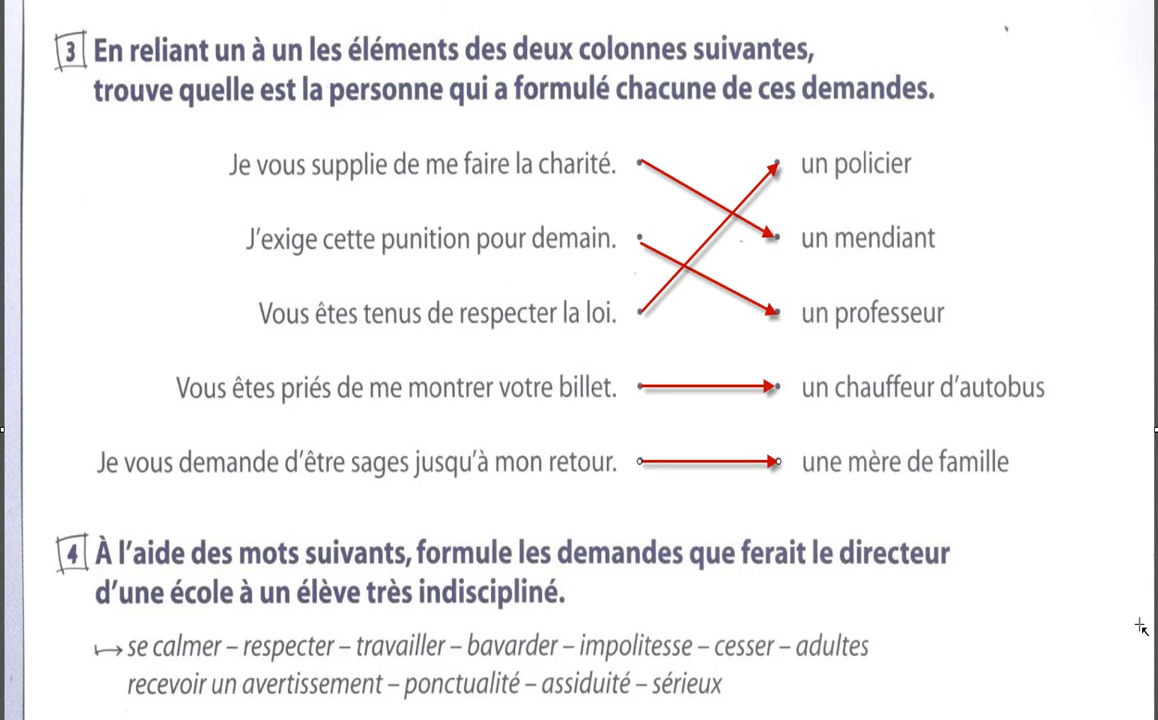 3 En reliant un à un les éléments des deux colonnes suivantes,
trouve quelle est la personne qui a formulé chacune de ces demandes.
Je vous supplie de me faire la charité. un policier
J'exige cette punition pour demain. un mendiant
Vous êtes tenus de respecter la loi. un professeur
Vous êtes priés de me montrer votre billet. un chauffeur d'autobus
Je vous demande d'être sages jusqu'à mon retour. une mère de famille
4 À l'aide des mots suivants, formule les demandes que ferait le directeur
d'une école à un élève très indiscipliné.
↦ se calmer – respecter – travailler – bavarder – impolitesse – cesser – adultes
recevoir un avertissement – ponctualité – assiduité – sérieux